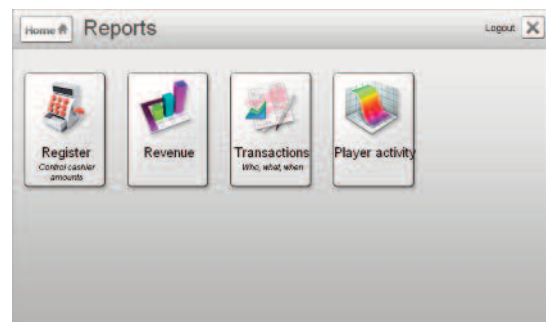 Home
Reports
Logout
Register
Control cashier
amounts
Revenue
Transactions
Who, what, when
Player activity